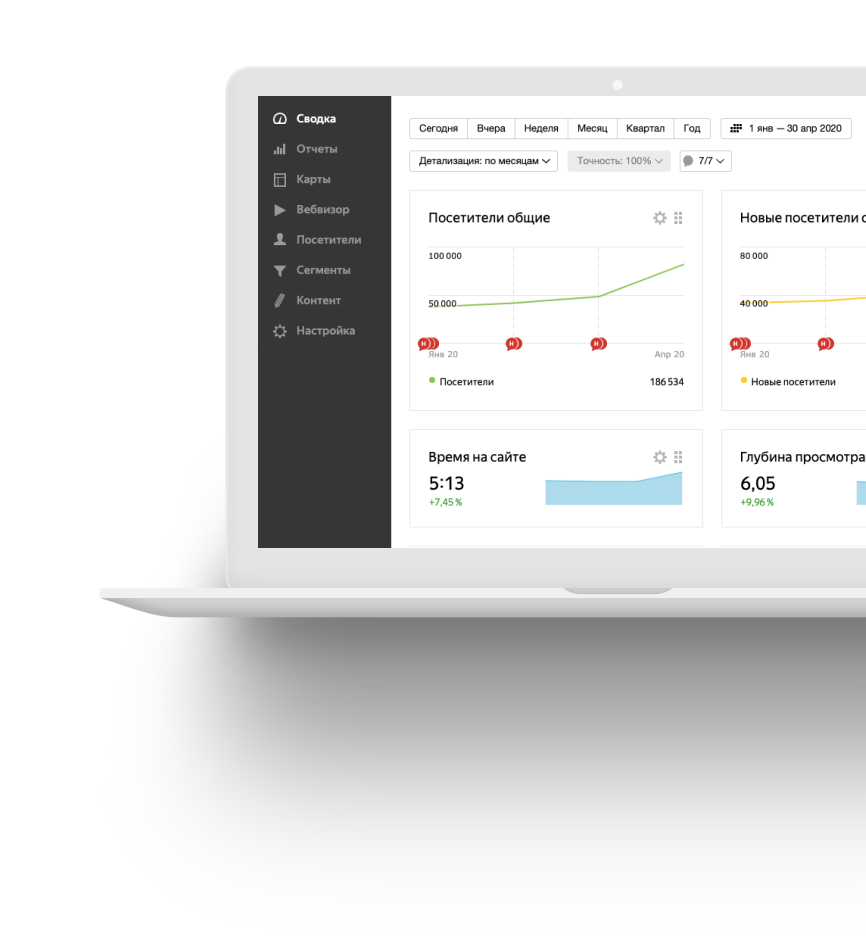 Сводка
Отчеты
Карты
Вебвизор
Посетители
Сегменты
Контент
Настройка
Сегодня Вчера Неделя Месяц Квартал Год 1 янв — 30 апр 2020
Детализация: по месяцам Точность: 100% 7/7
Посетители общие
100 000
50 000
Н Н Н
Янв 20 Апр 20
Посетители 186 534
Новые посетители
80 000
40 000
Н Н
Янв 20
Новые посетители
Время на сайте
5:13
+7,45 %
Глубина просмотра
6,05
+9,96 %